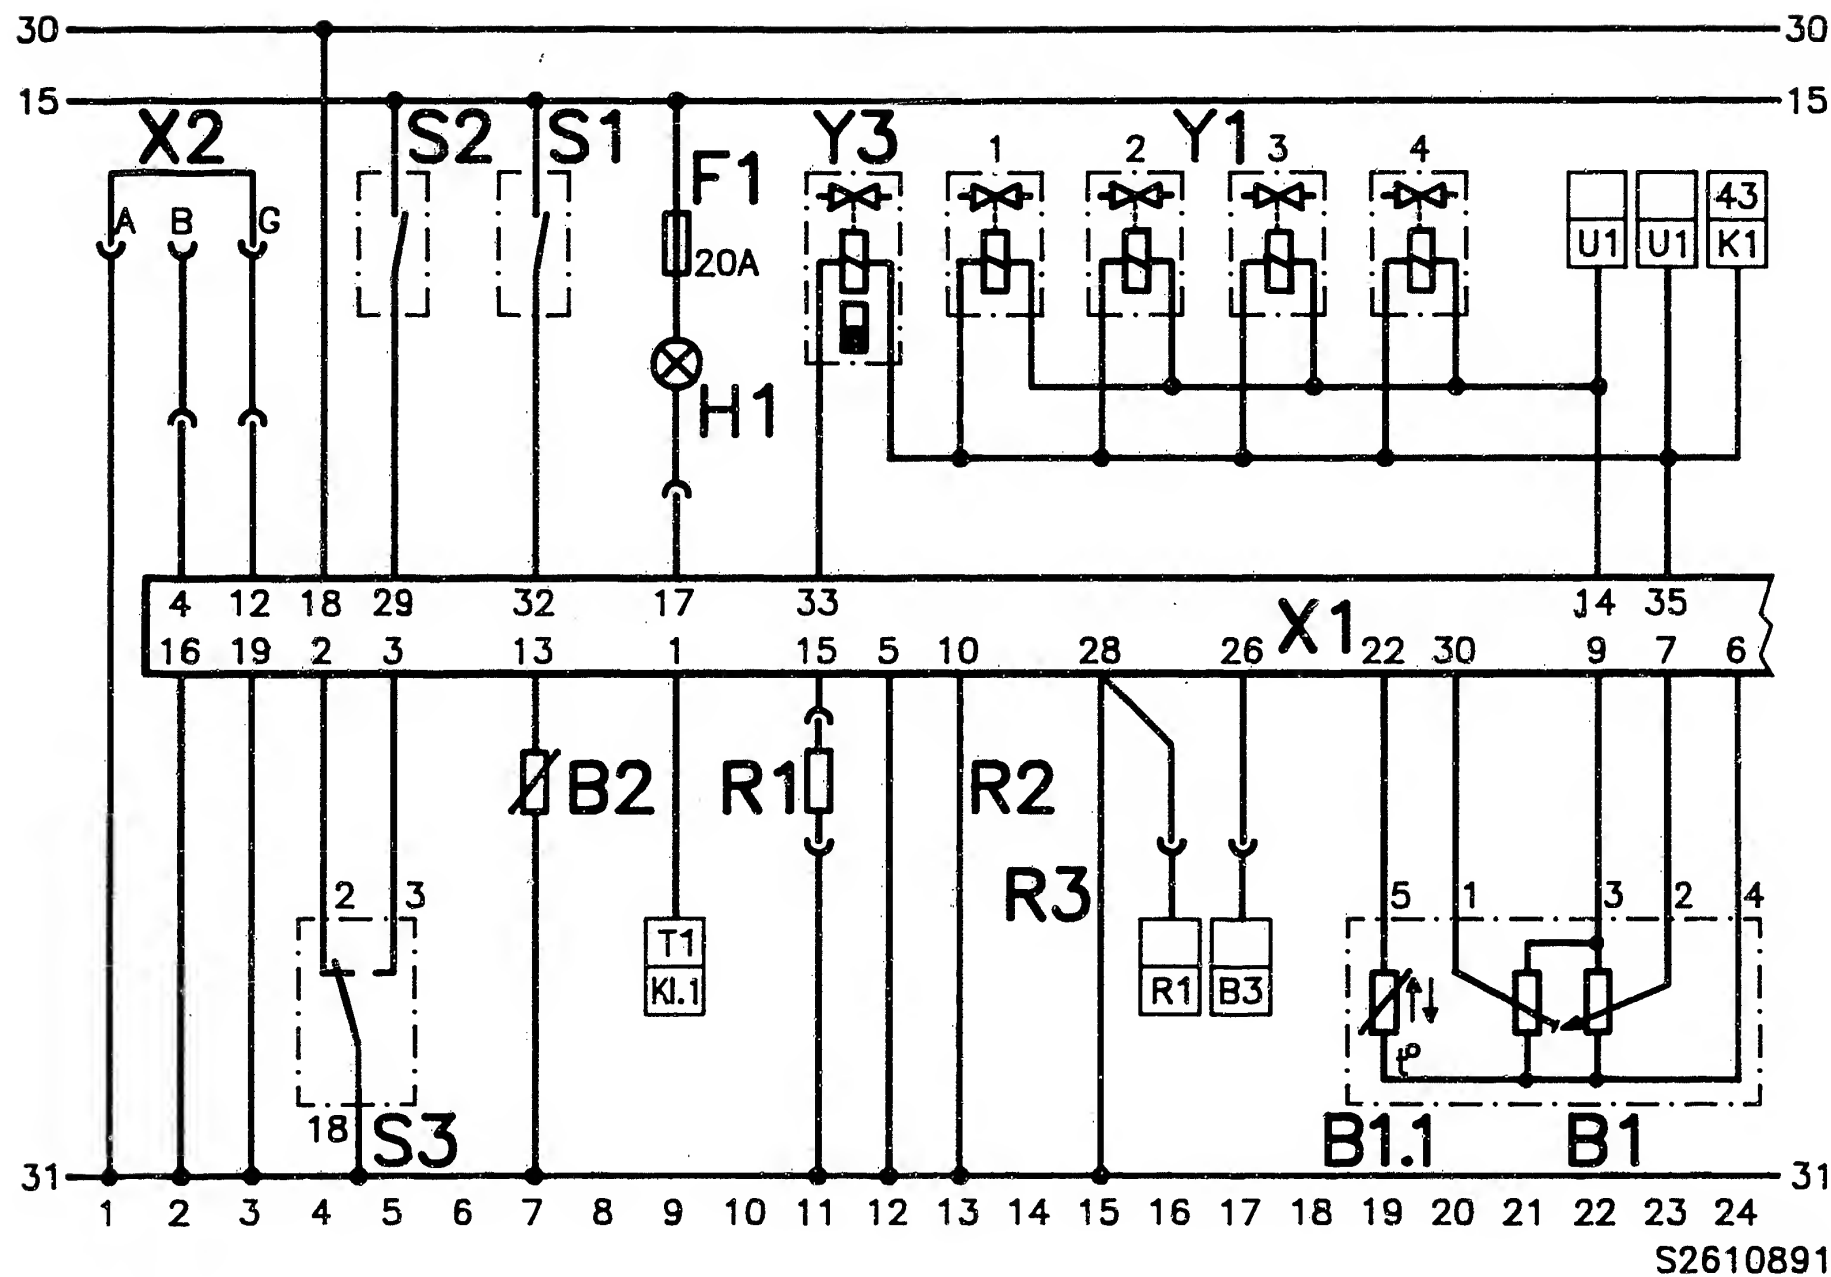 30 30
15 15
X2 S2 S1 F1 Y3 Y1
1 2 3 4
A B G
20A
43
U1 U1 K1
H1
4 12 18 29 32 17 33 14 35
X1
16 19 2 3 13 1 15 5 10 28 26 22 30 9 7 6
B2 R1 R2
R3
2 3 5 1 3 2 4
T1
Kl.1 R1 B3
t°
18 S3 B1.1 B1
31 31
1 2 3 4 5 6 7 8 9 10 11 12 13 14 15 16 17 18 19 20 21 22 23 24
S2610891